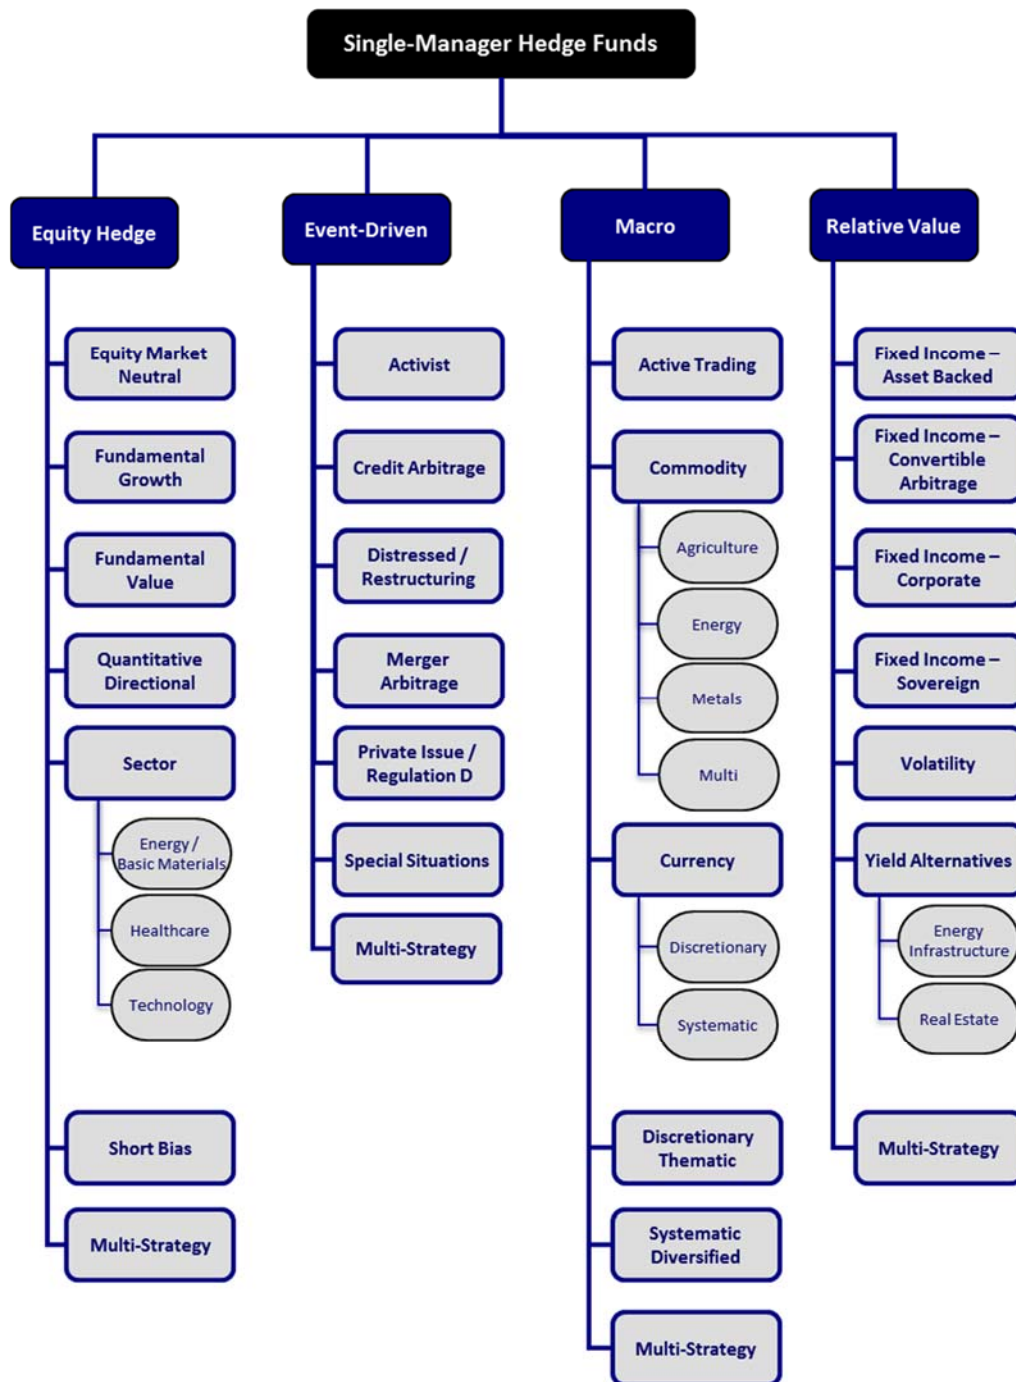 Single-Manager Hedge Funds
Equity Hedge
Equity Market
Neutral
Fundamental
Growth
Fundamental
Value
Quantitative
Directional
Sector
Energy /
Basic Materials
Healthcare
Technology
Short Bias
Multi-Strategy
Event-Driven
Activist
Credit Arbitrage
Distressed /
Restructuring
Merger
Arbitrage
Private Issue /
Regulation D
Special Situations
Multi-Strategy
Macro
Active Trading
Commodity
Agriculture
Energy
Metals
Multi
Currency
Discretionary
Systematic
Discretionary
Thematic
Systematic
Diversified
Multi-Strategy
Relative Value
Fixed Income –
Asset Backed
Fixed Income –
Convertible
Arbitrage
Fixed Income –
Corporate
Fixed Income –
Sovereign
Volatility
Yield Alternatives
Energy
Infrastructure
Real Estate
Multi-Strategy